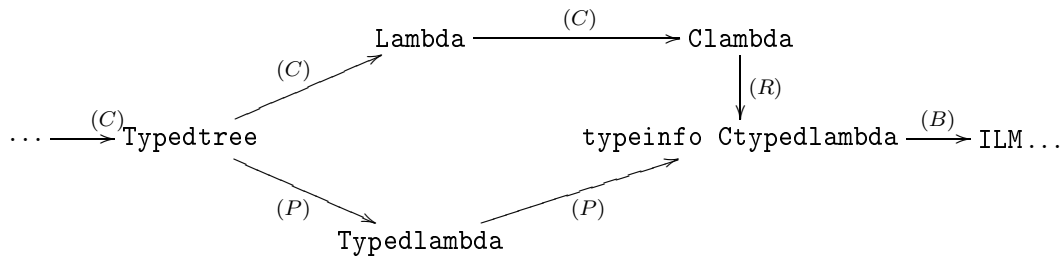 (C)
Lambda Clambda
(C)
(R)
(C)
... Typedtree typeinfo Ctypedlambda (B) ILM...
(P) (P)
Typedlambda